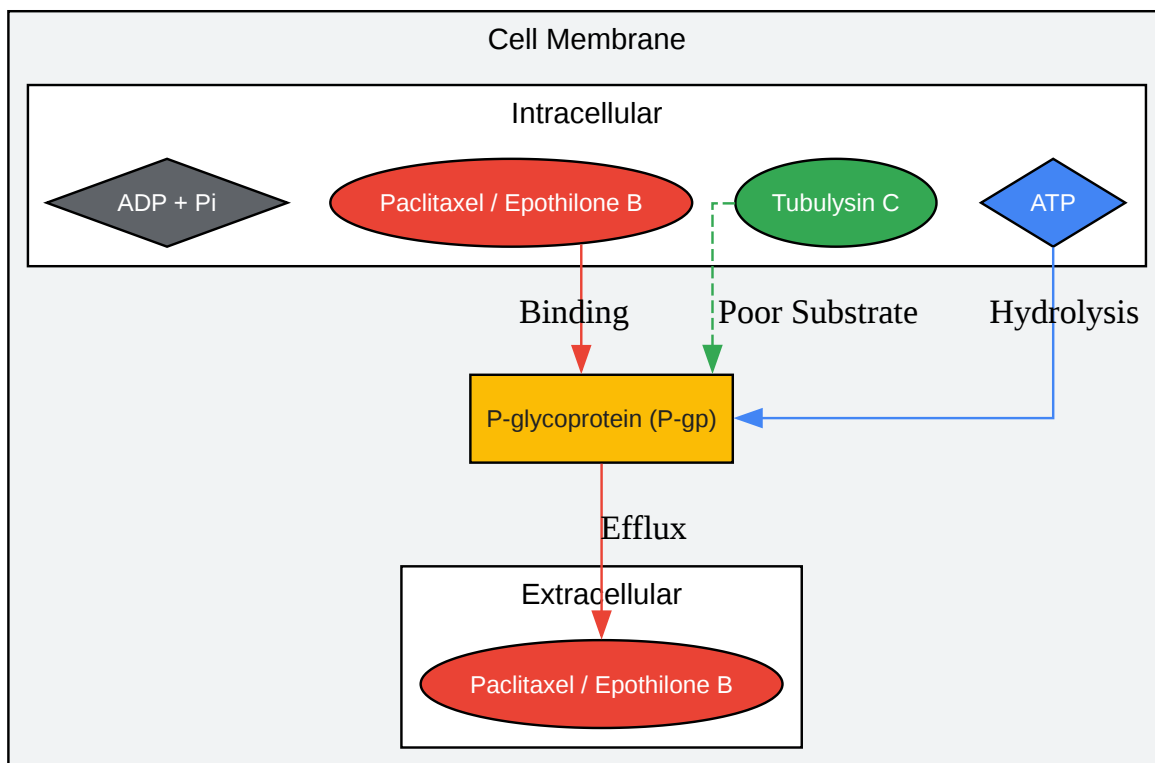 Cell Membrane
Intracellular
ADP + Pi
Paclitaxel / Epothilone B
Tubulysin C
ATP
Binding
Poor Substrate
Hydrolysis
P-glycoprotein (P-gp)
Efflux
Extracellular
Paclitaxel / Epothilone B